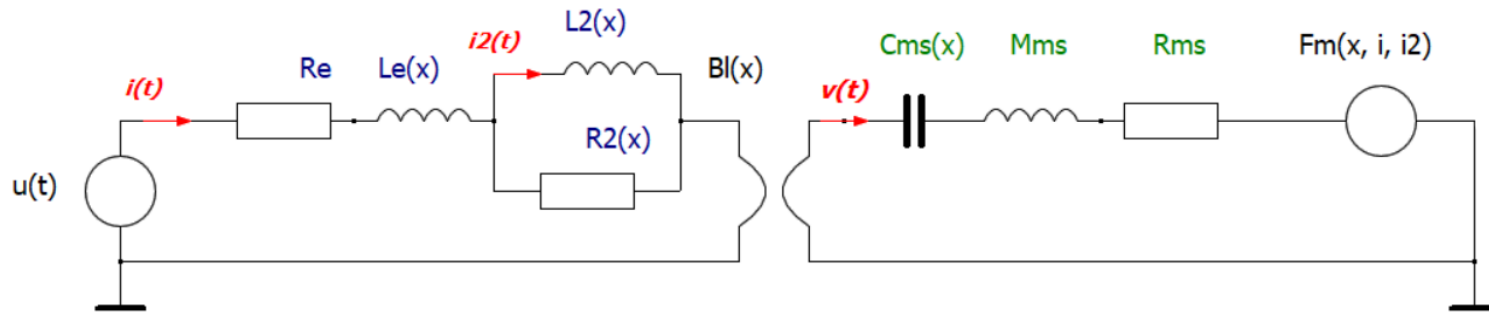 L2(x)
i2(t)
Cms(x) Mms Rms Fm(x, i, i2)
Re Le(x) Bl(x)
i(t) v(t)
R2(x)
u(t)